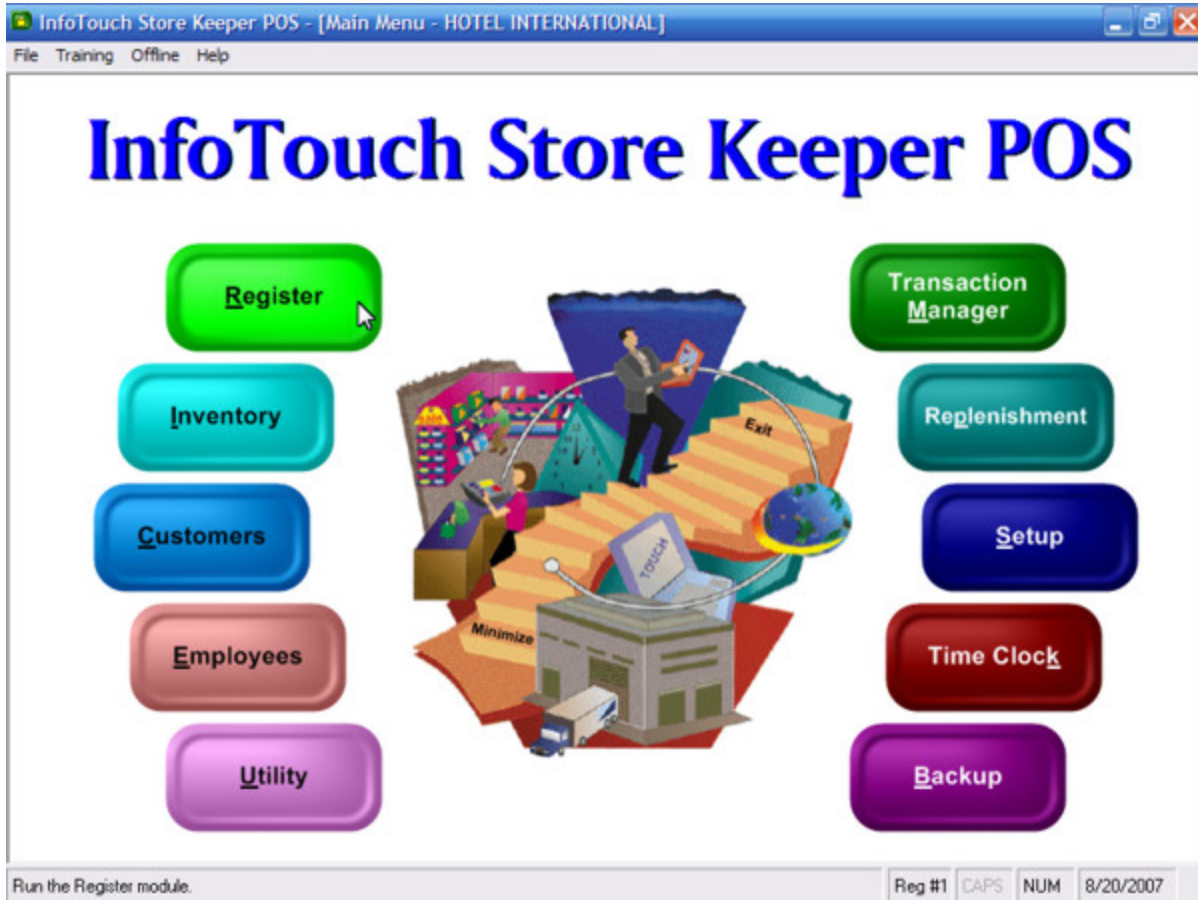 InfoTouch Store Keeper POS - [Main Menu - HOTEL INTERNATIONAL]
File Training Offline Help
InfoTouch Store Keeper POS
Register
Transaction
Manager
Inventory
Replenishment
Customers
Setup
Employees
Time Clock
Utility
Backup
Exit
TOUCH
Minimize
Run the Register module.
Reg #1 CAPS NUM 8/20/2007